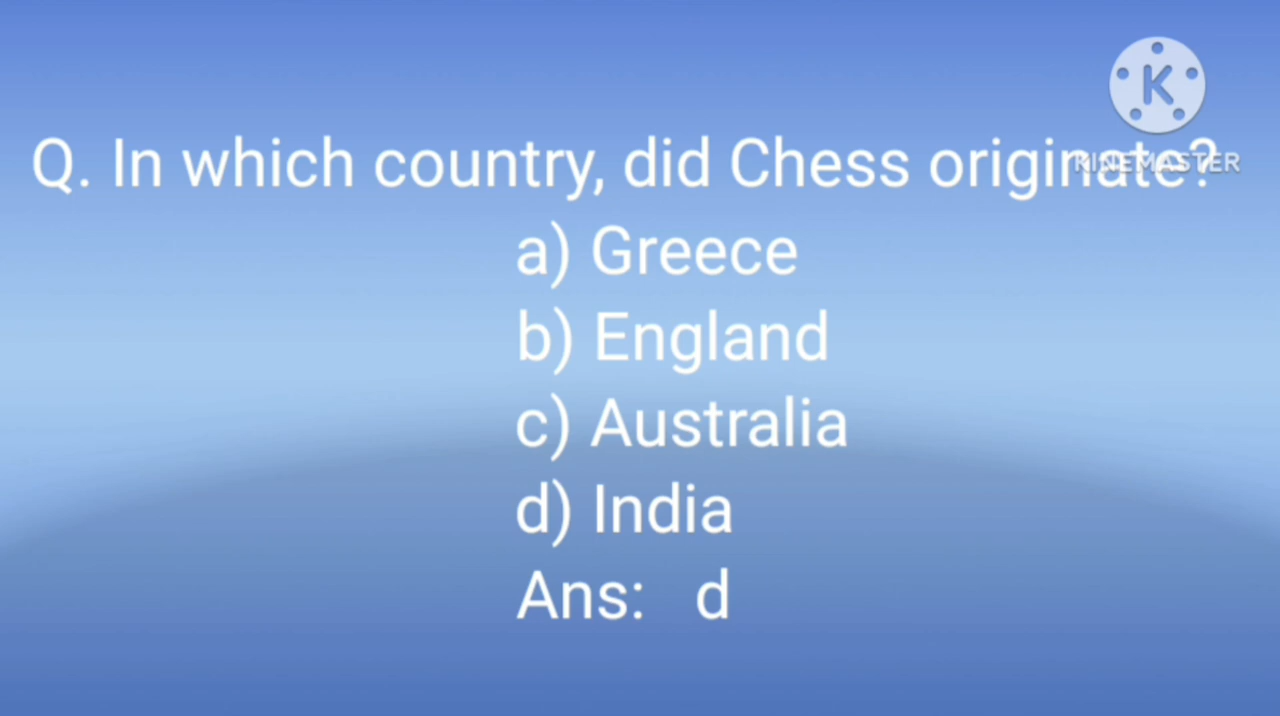 K
KINEMASTER
Q. In which country, did Chess originate?
a) Greece
b) England
c) Australia
d) India
Ans: d